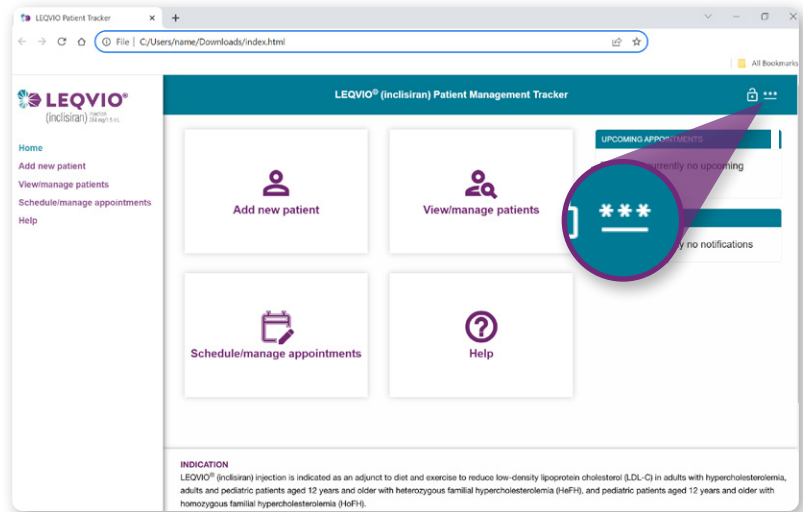 LEQVIO Patient Tracker
File | C:/Users/name/Downloads/index.html
All Bookmarks
LEQVIO®
(inclisiran) injection
LEQVIO® (inclisiran) Patient Management Tracker
***
Home
Add new patient
View/manage patients
Schedule/manage appointments
Help
Add new patient
View/manage patients
Schedule/manage appointments
Help
UPCOMING APPOINTMENTS
currently no upcoming
***
no notifications
INDICATION
LEQVIO® (inclisiran) injection is indicated as an adjunct to diet and exercise to reduce low-density lipoprotein cholesterol (LDL-C) in adults with hypercholesterolemia,
adults and pediatric patients aged 12 years and older with heterozygous familial hypercholesterolemia (HeFH), and pediatric patients aged 12 years and older with
homozygous familial hypercholesterolemia (HoFH).